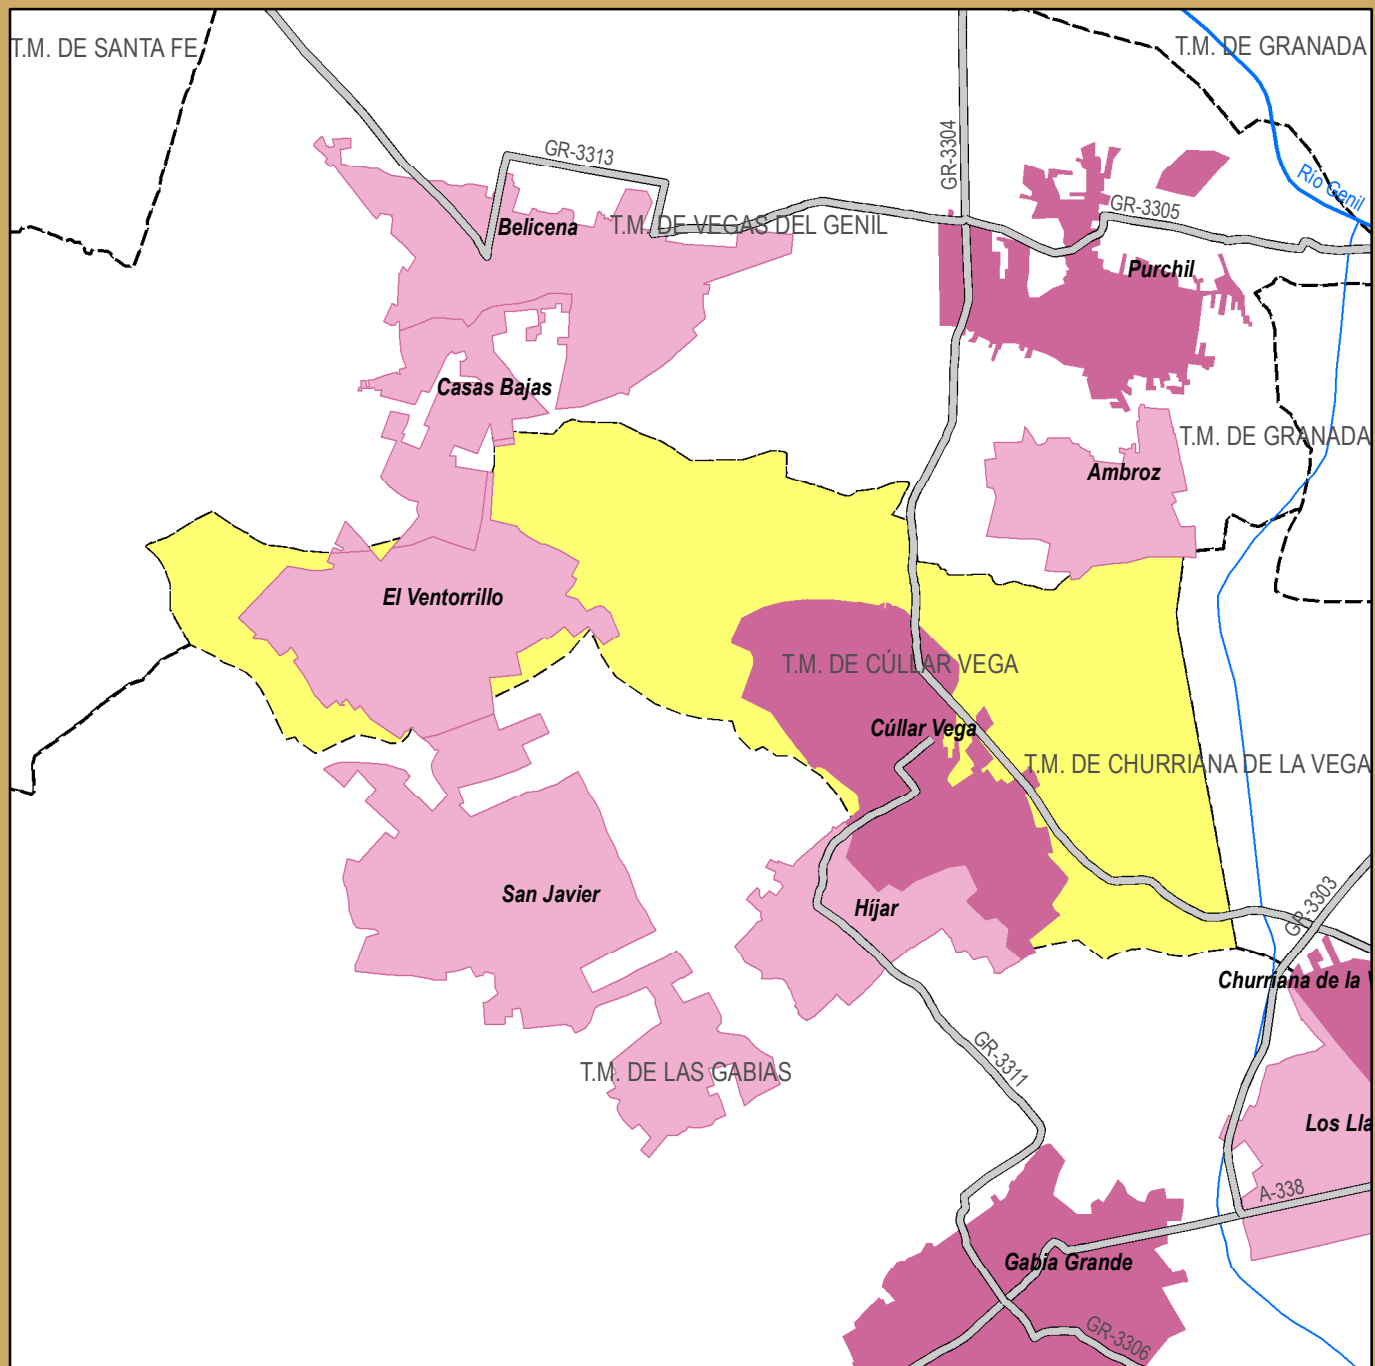 T.M. DE SANTA FE
T.M. DE GRANADA
GR-3304
GR-3313
Río Genil
GR-3305
Belicena
T.M. DE VEGAS DEL GENIL
Purchil
Casas Bajas
T.M. DE GRANADA
Ambroz
El Ventorrillo
T.M. DE CÚLLAR VEGA
Cúllar Vega
T.M. DE CHURRIANA DE LA VEGA
San Javier
Híjar
GR-3303
Churriana de la V
GR-3311
T.M. DE LAS GABIAS
Los Lla
A-338
Gabia Grande
GR-3306